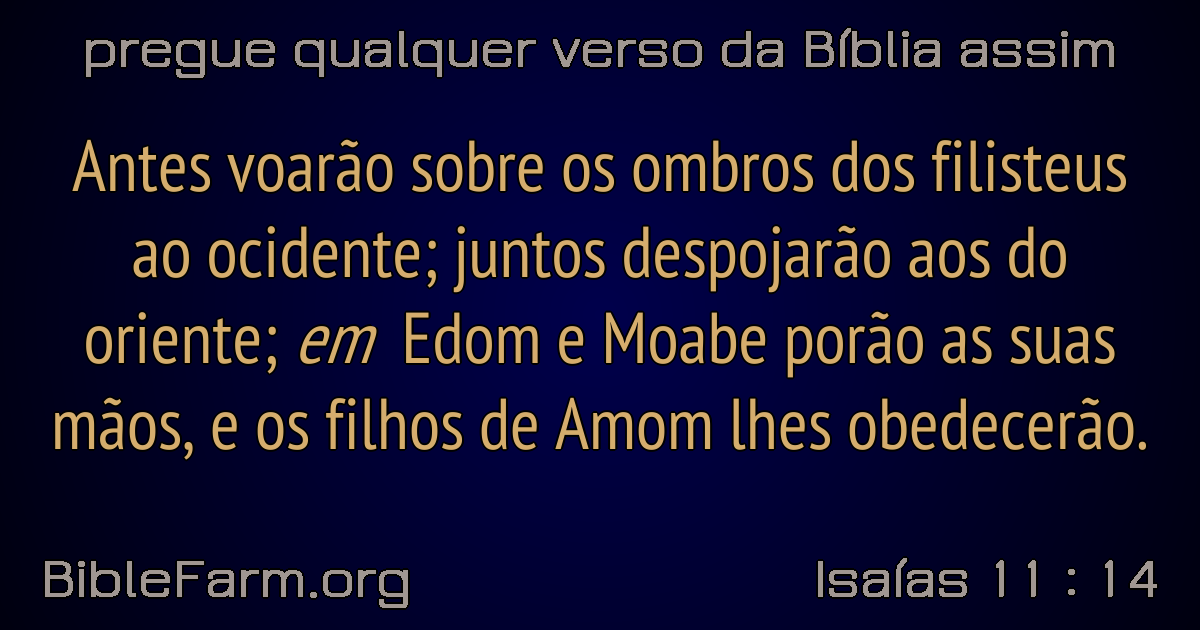 pregue qualquer verso da Bíblia assim
Antes voarão sobre os ombros dos filisteus
ao ocidente; juntos despojarão aos do
oriente; em Edom e Moabe porão as suas
mãos, e os filhos de Amom lhes obedecerão.
BibleFarm.org
Isaías 11 : 14